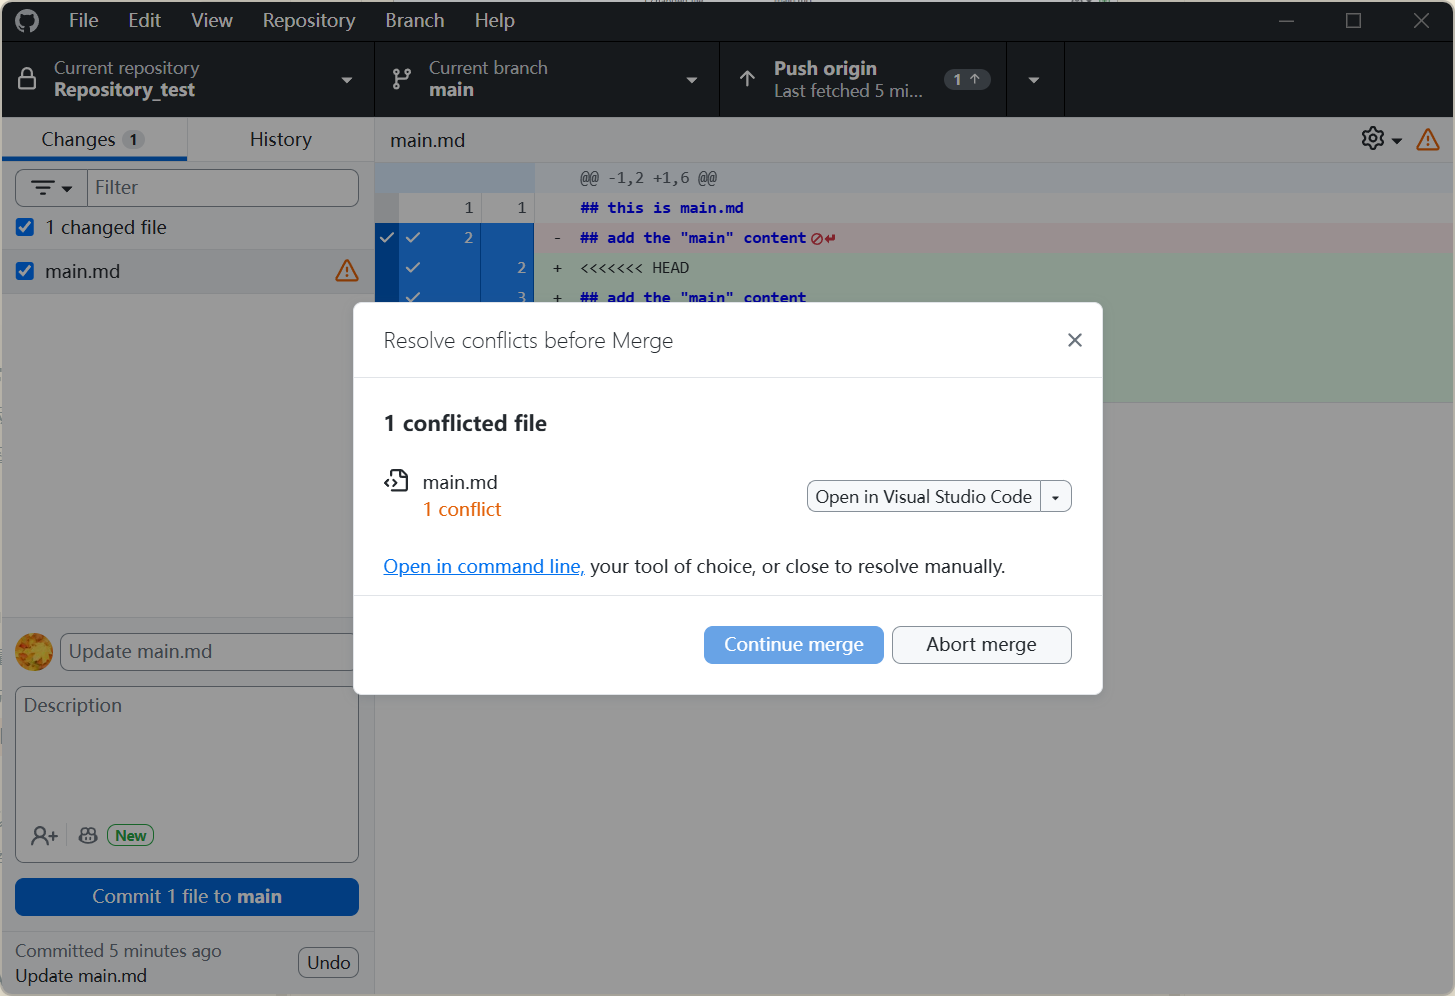 File Edit View Repository Branch Help
Current repository
Repository_test
Current branch
main
Push origin
Last fetched 5 mi...
1
Changes 1
History
main.md
Filter
1 changed file
main.md
@@ -1,2 +1,6 @@
1 1 ## this is main.md
2 - ## add the "main" content
2 + <<<<<<< HEAD
3 + ## add the "main" content
Resolve conflicts before Merge
1 conflicted file
main.md
1 conflict
Open in Visual Studio Code
Open in command line, your tool of choice, or close to resolve manually.
Continue merge
Abort merge
Update main.md
Description
New
Commit 1 file to main
Committed 5 minutes ago
Update main.md
Undo